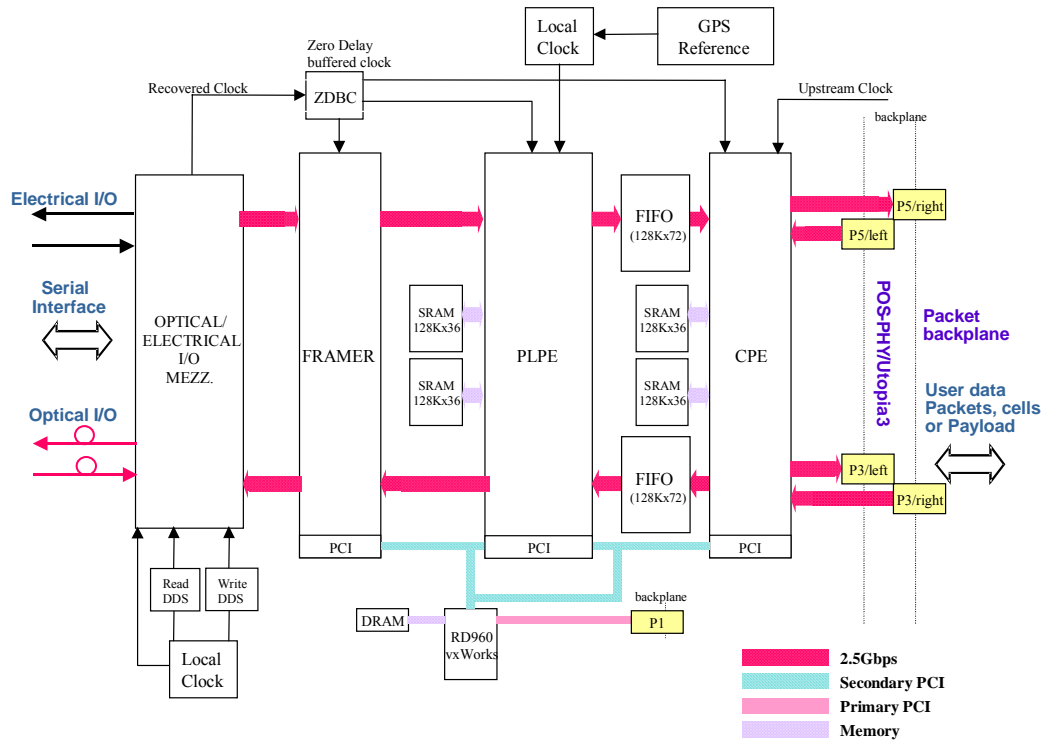 Local
Clock
GPS
Reference
Zero Delay
buffered clock
Recovered Clock
ZDBC
Upstream Clock
backplane
Electrical I/O
Serial
Interface
Optical I/O
OPTICAL/
ELECTRICAL
I/O
MEZZ.
FRAMER
PLPE
CPE
FIFO
(128Kx72)
SRAM
128Kx36
SRAM
128Kx36
SRAM
128Kx36
SRAM
128Kx36
FIFO
(128Kx72)
P5/right
P5/left
POS-PHY/Utopia3
Packet
backplane
User data
Packets, cells
or Payload
P3/left
P3/right
PCI
PCI
PCI
Read
DDS
Write
DDS
Local
Clock
DRAM
RD960
vxWorks
backplane
P1
2.5Gbps
Secondary PCI
Primary PCI
Memory